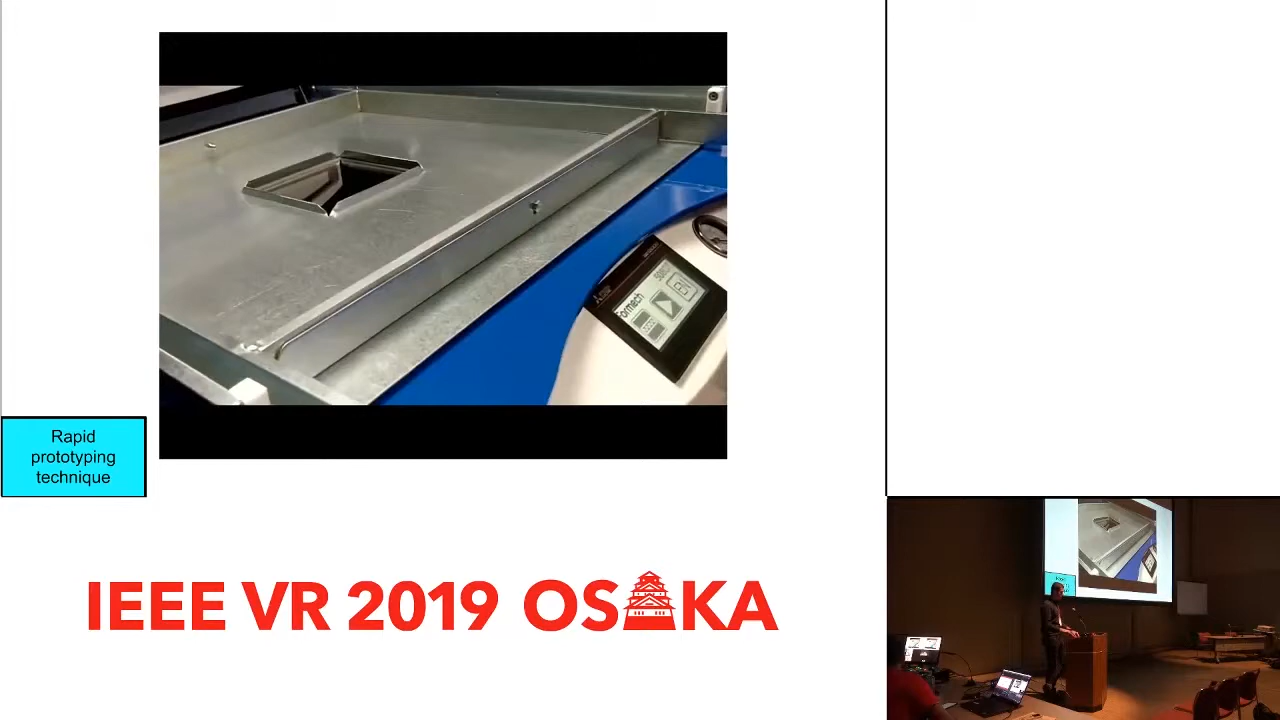 Formech
Rapid
prototyping
technique
IEEE VR 2019 OSAKA